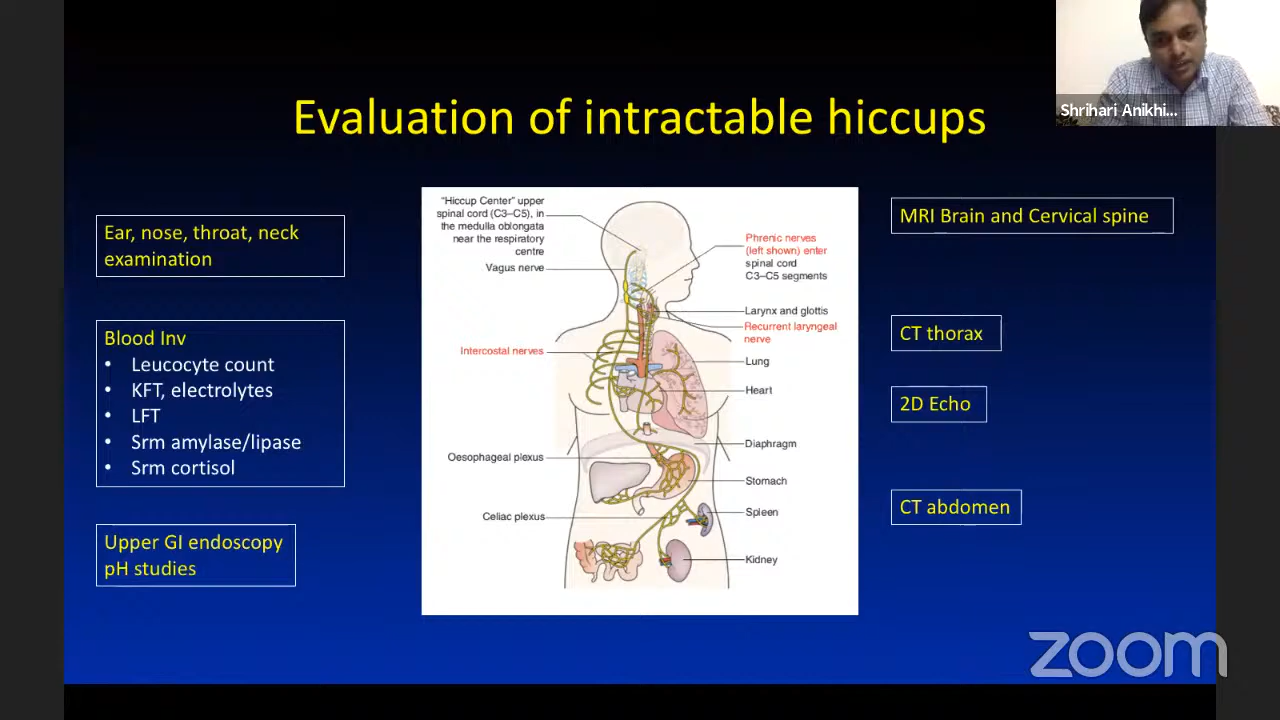 Shrihari Anikhi...
Evaluation of intractable hiccups
Ear, nose, throat, neck
examination
Blood Inv
• Leucocyte count
• KFT, electrolytes
• LFT
• Srm amylase/lipase
• Srm cortisol
Upper GI endoscopy
pH studies
"Hiccup Center" upper
spinal cord (C3–C5), in
the medulla oblongata
near the respiratory
centre
Vagus nerve
Intercostal nerves
Oesophageal plexus
Celiac plexus
Phrenic nerves
(left shown) enter
spinal cord
C3–C5 segments
Larynx and glottis
Recurrent laryngeal
nerve
Lung
Heart
Diaphragm
Stomach
Spleen
Kidney
MRI Brain and Cervical spine
CT thorax
2D Echo
CT abdomen
zoom